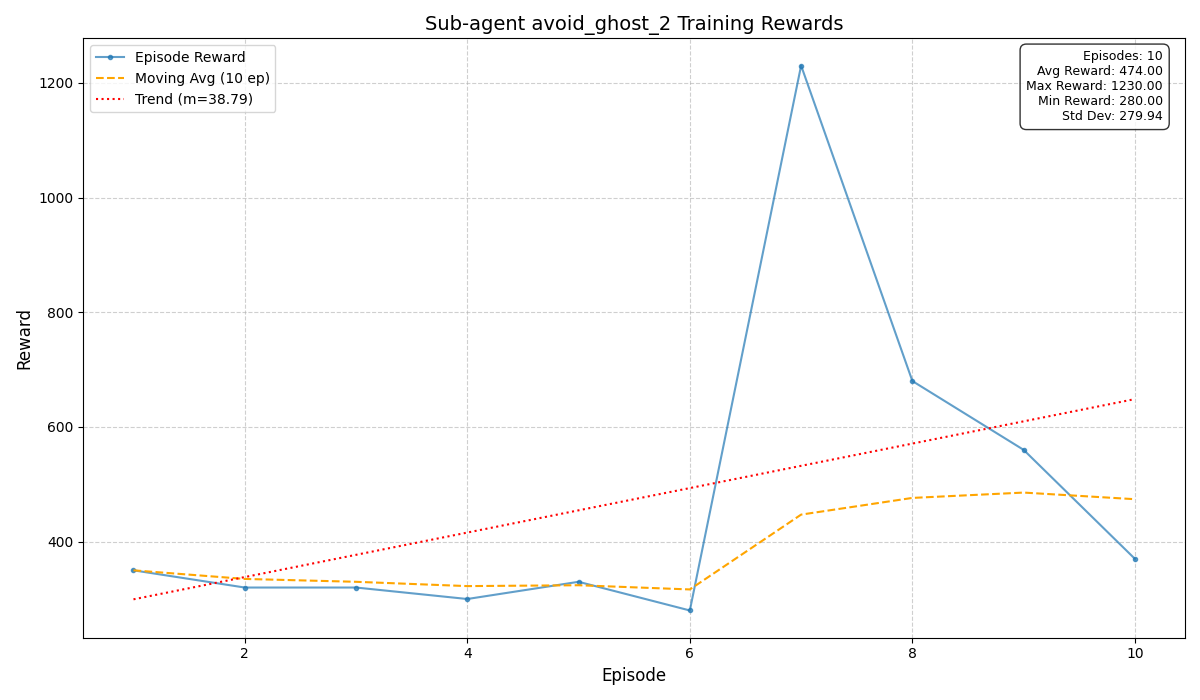 Sub-agent avoid_ghost_2 Training Rewards
Episode Reward
Moving Avg (10 ep)
Trend (m=38.79)
Episodes: 10
Avg Reward: 474.00
Max Reward: 1230.00
Min Reward: 280.00
Std Dev: 279.94
Reward
1200
1000
800
600
400
2
4
6
8
10
Episode